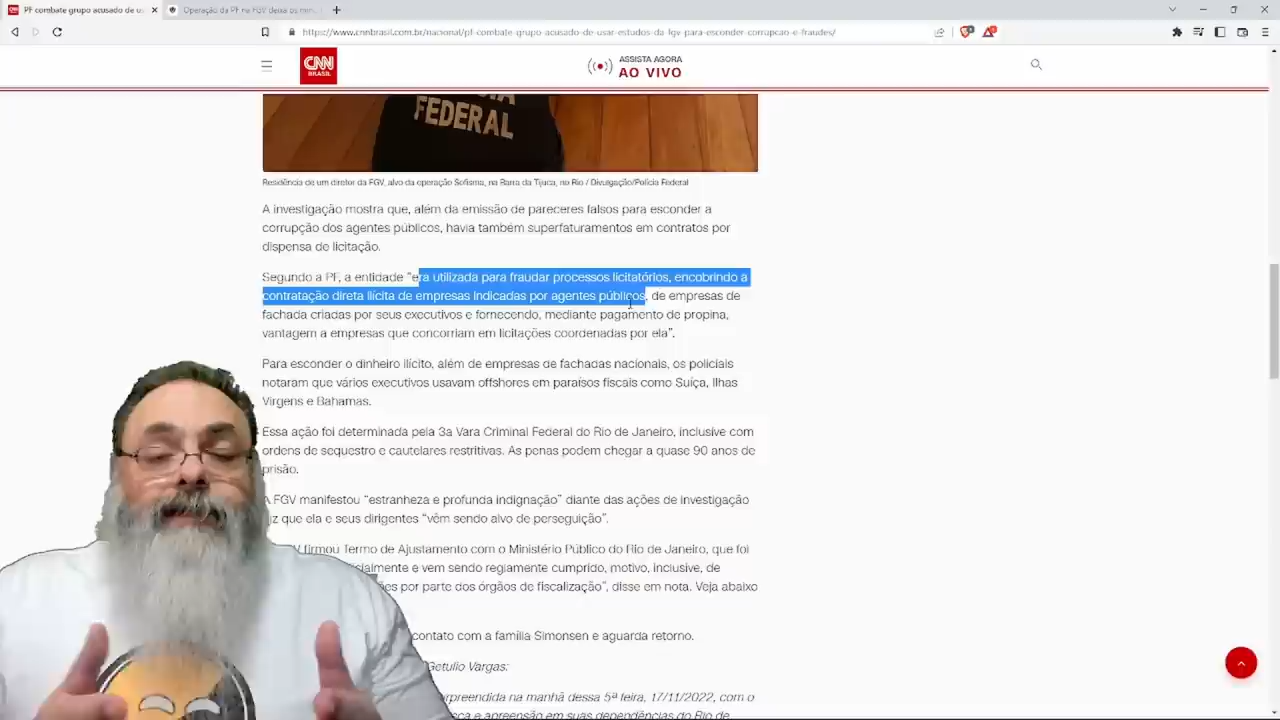 PF combate grupo acusado de us
Operação da PF na FGV deixa os nom
https://www.cnnbrasil.com.br/nacional/pf-combate-grupo-acusado-de-usar-estudos-da-fgv-para-esconder-corrupcao-e-fraudes/
CNN
BRASIL
ASSISTA AGORA
AO VIVO
FEDERAL
Residência de um diretor da FGV, alvo da operação Sofisma, na Barra da Tijuca, no Rio / Divulgação/Polícia Federal
A investigação mostra que, além da emissão de pareceres falsos para esconder a
corrupção dos agentes públicos, havia também superfaturamentos em contratos por
dispensa de licitação.
Segundo a PF, a entidade "era utilizada para fraudar processos licitatórios, encobrindo a
contratação direta ilícita de empresas indicadas por agentes públicos, de empresas de
fachada criadas por seus executivos e fornecendo, mediante pagamento de propina,
vantagem a empresas que concorriam em licitações coordenadas por ela".
Para esconder o dinheiro ilícito, além de empresas de fachadas nacionais, os policiais
notaram que vários executivos usavam offshores em paraísos fiscais como Suíça, Ilhas
Virgens e Bahamas.
Essa ação foi determinada pela 3a Vara Criminal Federal do Rio de Janeiro, inclusive com
ordens de sequestro e cautelares restritivas. As penas podem chegar a quase 90 anos de
prisão.
A FGV manifestou "estranheza e profunda indignação" diante das ações de investigação
iz que ela e seus dirigentes "vêm sendo alvo de perseguição".
V firmou Termo de Ajustamento com o Ministério Público do Rio de Janeiro, que foi
cialmente e vem sendo regiamente cumprido, motivo, inclusive, de
es por parte dos órgãos de fiscalização", disse em nota. Veja abaixo
contato com a família Simonsen e aguarda retorno.
Getulio Vargas:
rpreendida na manhã dessa 5ª feira, 17/11/2022, com o
sca e apreensão em suas dependências do Rio de